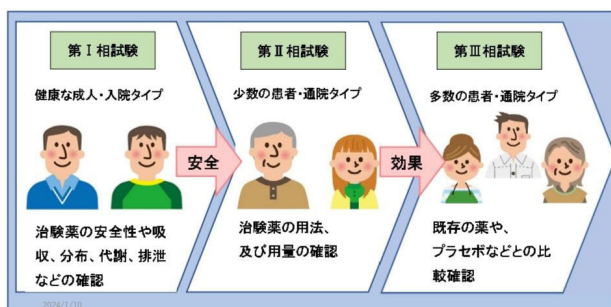 第Ⅰ相試験
健康な成人・入院タイプ
治験薬の安全性や吸
収、分布、代謝、排泄
などの確認
安全
第Ⅱ相試験
少数の患者・通院タイプ
治験薬の用法、
及び用量の確認
効果
第Ⅲ相試験
多数の患者・通院タイプ
既存の薬や、
プラセボなどとの比
較確認
2024/1/10